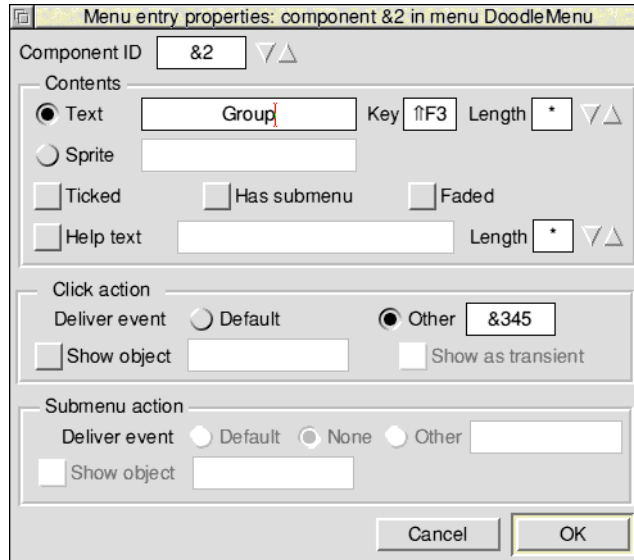 Menu entry properties: component &2 in menu DoodleMenu
Component ID &2
Contents
Text Group Key ⇑F3 Length *
Sprite
Ticked Has submenu Faded
Help text Length *
Click action
Deliver event Default Other &345
Show object Show as transient
Submenu action
Deliver event Default None Other
Show object
Cancel OK